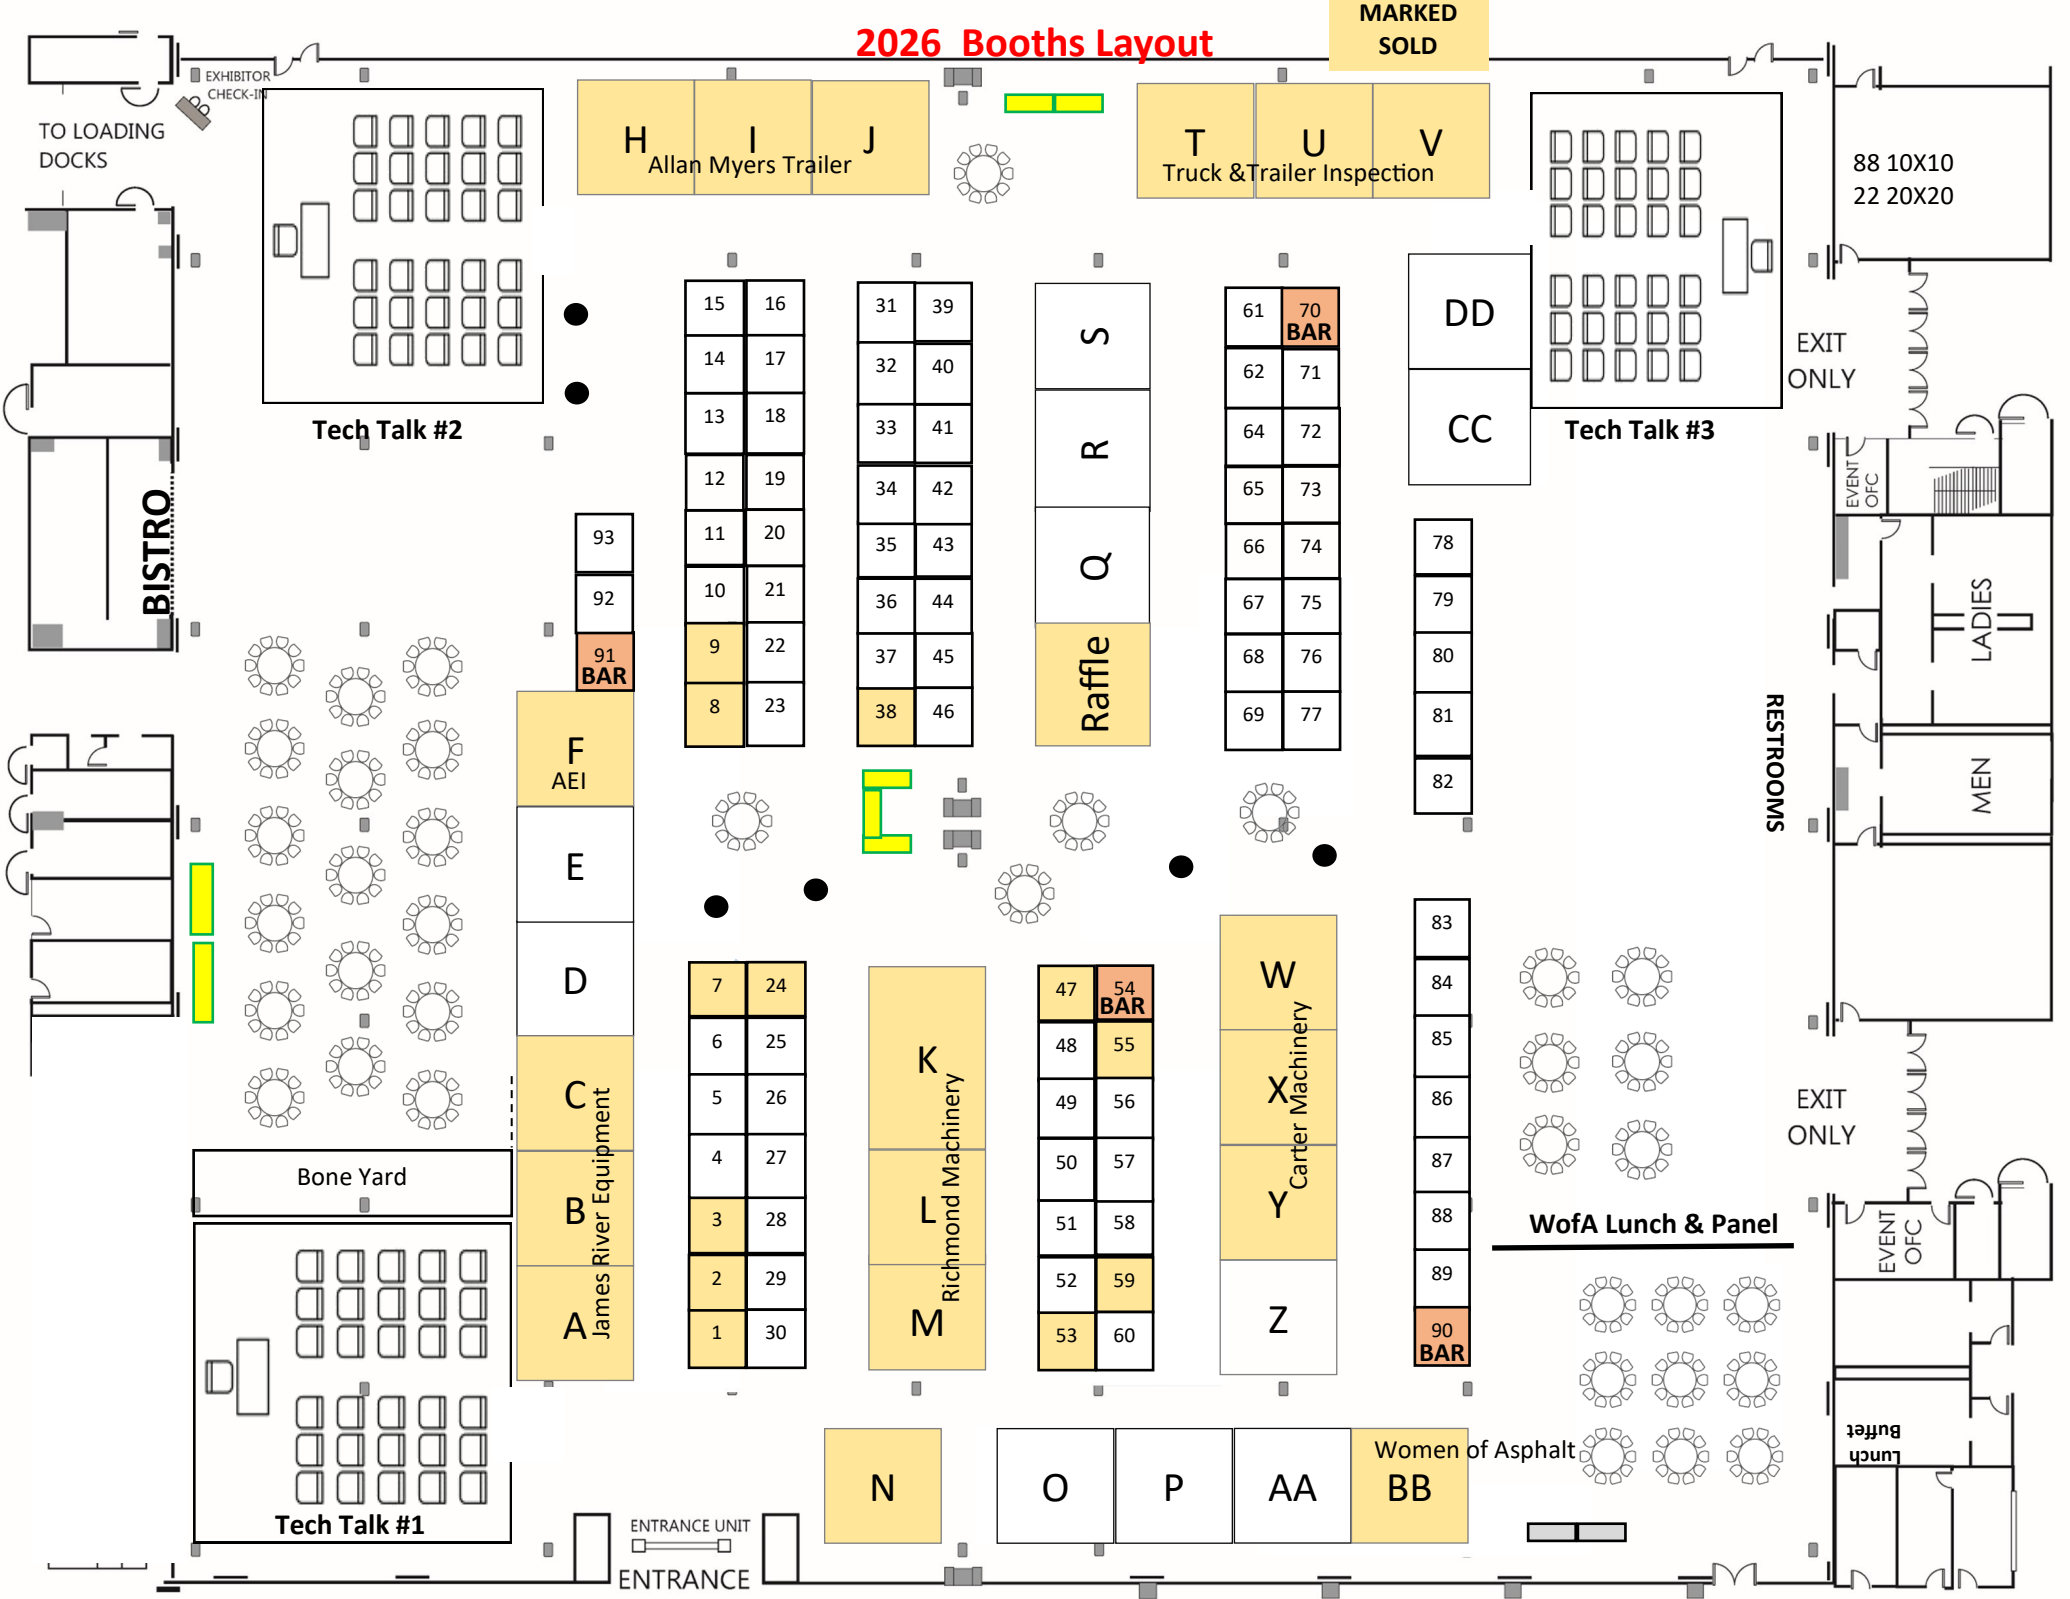 MARKED
SOLD
2026 Booths Layout
EXHIBITOR
CHECK-IN
TO LOADING
DOCKS
H
I
J
Allan Myers Trailer
T
U
V
Truck &Trailer Inspection
88 10X10
22 20X20
Tech Talk #2
Tech Talk #3
EXIT
ONLY
BISTRO
15 16
14 17
13 18
12 19
11 20
10 21
9 22
8 23
31 39
32 40
33 41
34 42
35 43
36 44
37 45
38 46
S
R
Q
Raffle
61 70
BAR
62 71
64 72
65 73
66 74
67 75
68 76
69 77
DD
CC
78
79
80
81
82
EVENT
OFC
LADIES
MEN
RESTROOMS
93
92
91
BAR
F
AEI
E
D
C
B
A
James River Equipment
Bone Yard
Tech Talk #1
7 24
6 25
5 26
4 27
3 28
2 29
1 30
K
L
M
Richmond Machinery
47 54
BAR
48 55
49 56
50 57
51 58
52 59
53 60
W
X
Y
Z
Carter Machinery
83
84
85
86
87
88
89
90
BAR
EXIT
ONLY
WofA Lunch & Panel
EVENT
OFC
Lunch
Buffet
N
O
P
AA
BB
Women of Asphalt
ENTRANCE UNIT
ENTRANCE